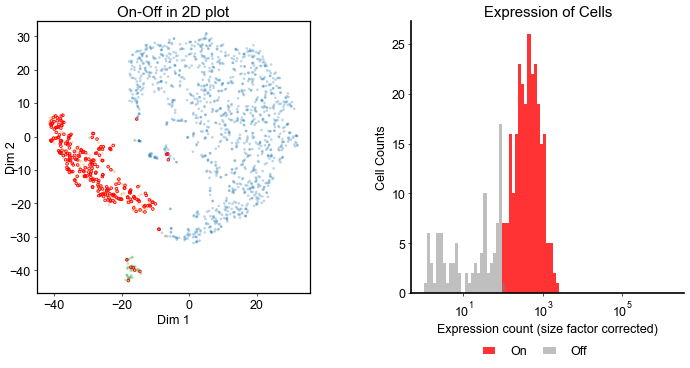 On-Off in 2D plot
30
20
10
0
−10
−20
−30
−40
Dim 2
−40 −20 0 20
Dim 1
Expression of Cells
25
20
15
10
5
0
Cell Counts
10^1 10^3 10^5
Expression count (size factor corrected)
On Off